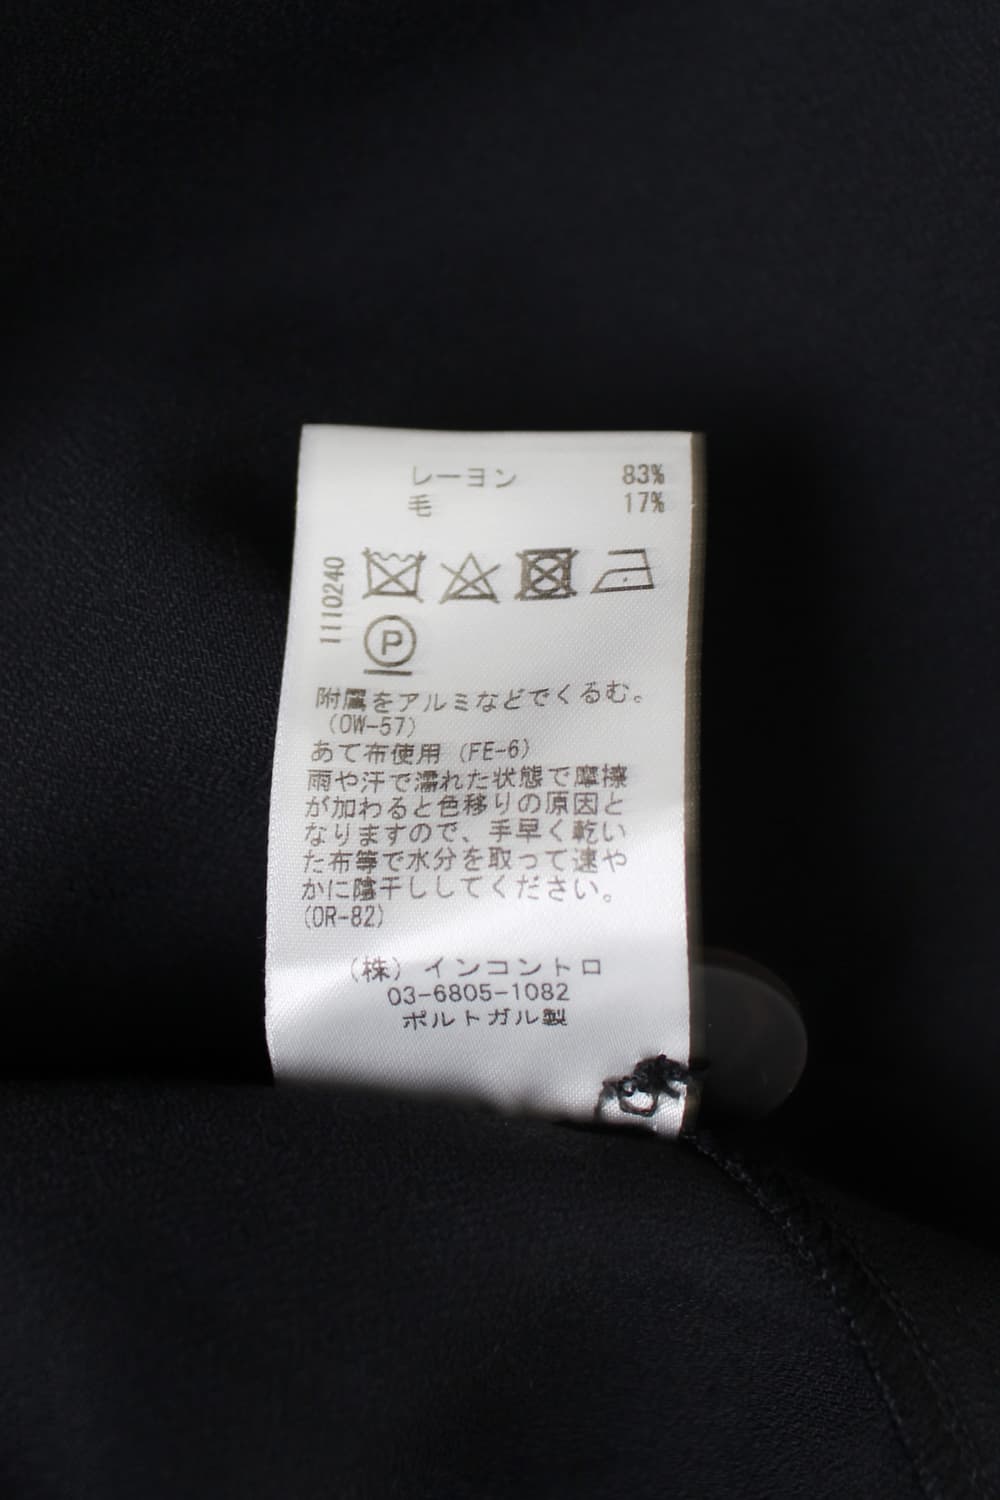 レーヨン 83%
毛 17%
1110240
P
附属をアルミなどでくるむ。
(OW-57)
あて布使用 (FE-6)
雨や汗で濡れた状態で摩擦
が加わると色移りの原因と
なりますので、手早く乾い
た布等で水分を取って速や
かに陰干ししてください。
(OR-82)
(株) インコントロ
03-6805-1082
ポルトガル製